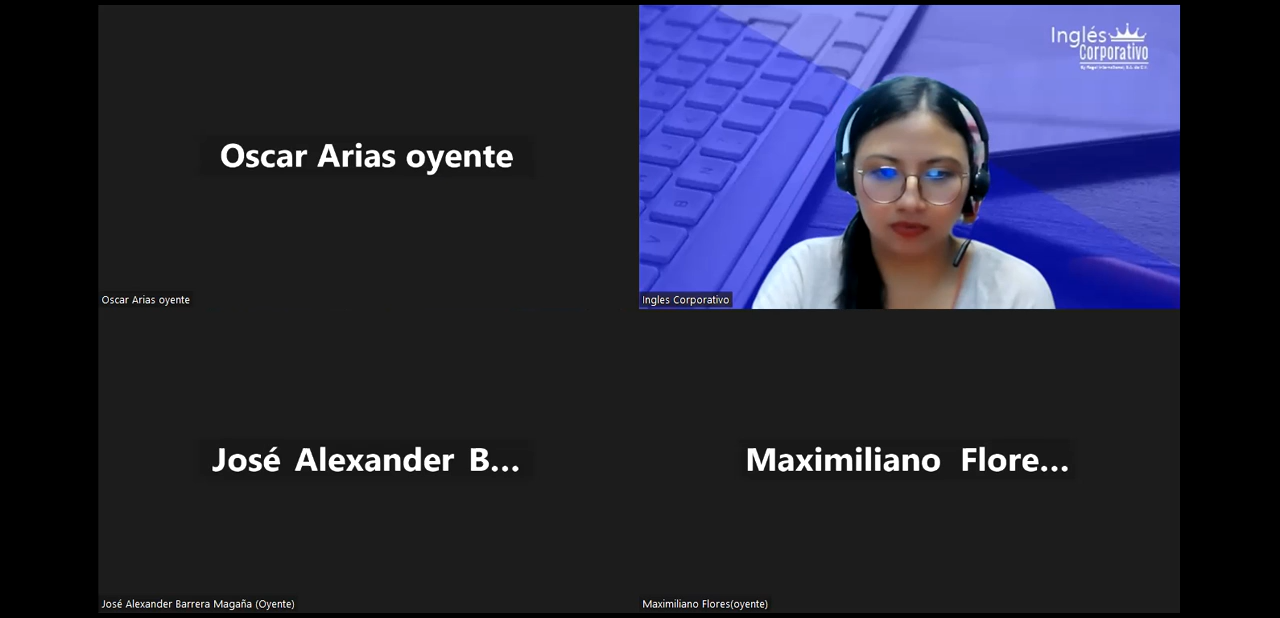 Oscar Arias oyente
Oscar Arias oyente
Inglés
Corporativo
Ingles Corporativo
José Alexander B...
José Alexander Barrera Magaña (Oyente)
Maximiliano Flore...
Maximiliano Flores(oyente)